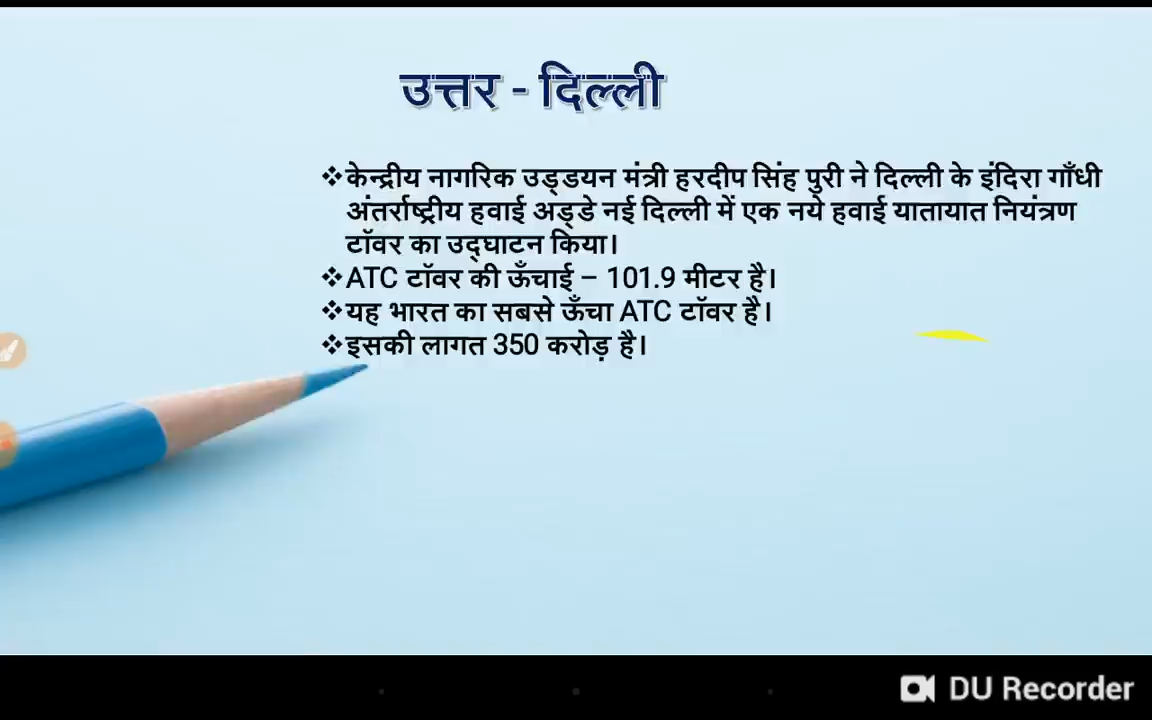 उत्तर - दिल्ली
❖केन्द्रीय नागरिक उड्डयन मंत्री हरदीप सिंह पुरी ने दिल्ली के इंदिरा गाँधी
अंतर्राष्ट्रीय हवाई अड्डे नई दिल्ली में एक नये हवाई यातायात नियंत्रण
टॉवर का उद्घाटन किया।
❖ATC टॉवर की ऊँचाई – 101.9 मीटर है।
❖यह भारत का सबसे ऊँचा ATC टॉवर है।
❖इसकी लागत 350 करोड़ है।
DU Recorder